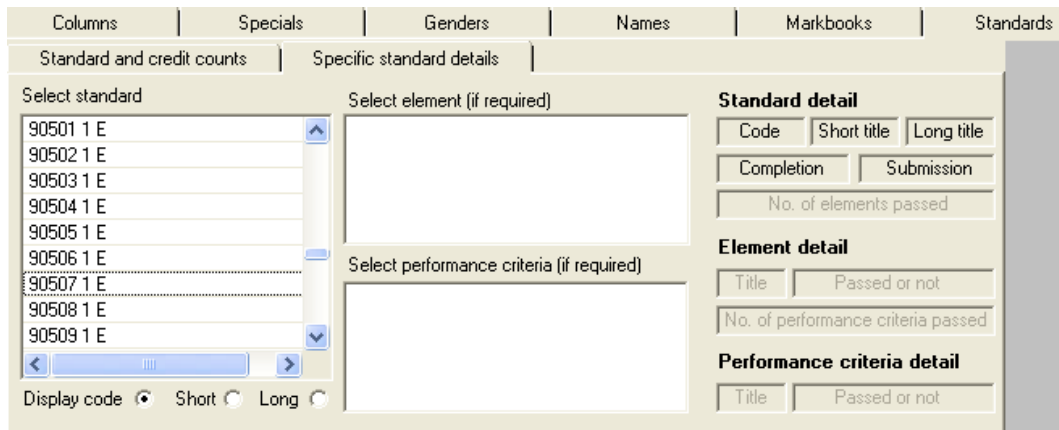 Columns Specials Genders Names Markbooks Standards
Standard and credit counts Specific standard details
Select standard
90501 1 E
90502 1 E
90503 1 E
90504 1 E
90505 1 E
90506 1 E
90507 1 E
90508 1 E
90509 1 E
Display code Short Long
Select element (if required)
Select performance criteria (if required)
Standard detail
Code Short title Long title
Completion Submission
No. of elements passed
Element detail
Title Passed or not
No. of performance criteria passed
Performance criteria detail
Title Passed or not